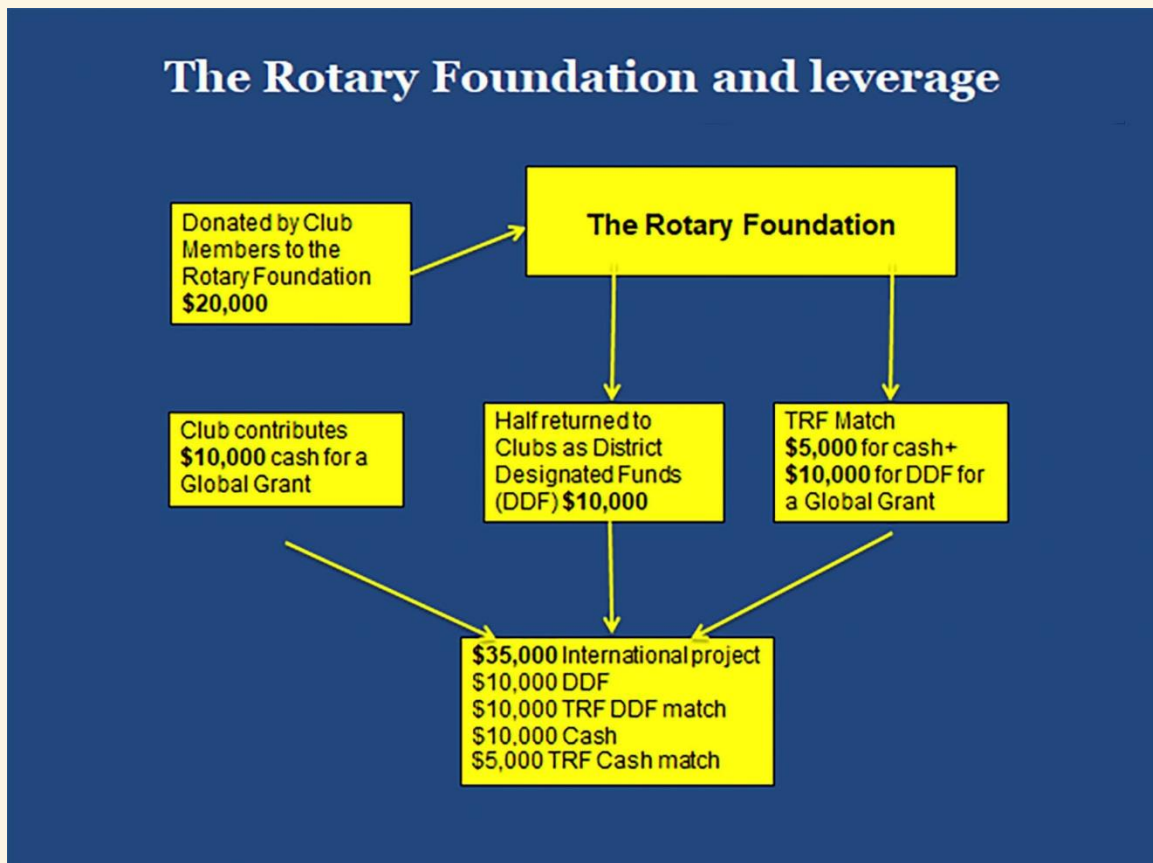 The Rotary Foundation and leverage
Donated by Club
Members to the
Rotary Foundation
$20,000
The Rotary Foundation
Club contributes
$10,000 cash for a
Global Grant
Half returned to
Clubs as District
Designated Funds
(DDF) $10,000
TRF Match
$5,000 for cash+
$10,000 for DDF for
a Global Grant
$35,000 International project
$10,000 DDF
$10,000 TRF DDF match
$10,000 Cash
$5,000 TRF Cash match